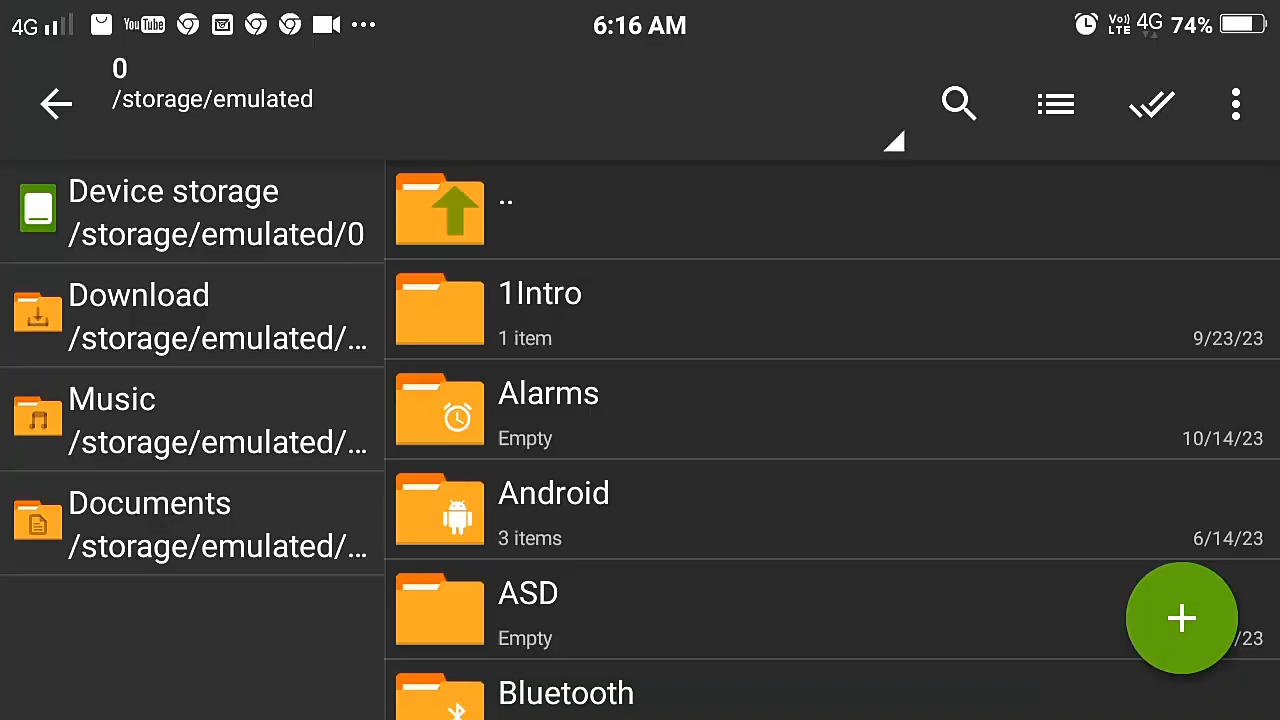 4G YouTube 6:16 AM Vo)) LTE 4G 74%
0
/storage/emulated
Device storage
/storage/emulated/0
Download
/storage/emulated/...
Music
/storage/emulated/...
Documents
/storage/emulated/...
..
1Intro
1 item 9/23/23
Alarms
Empty 10/14/23
Android
3 items 6/14/23
ASD
Empty /23
Bluetooth